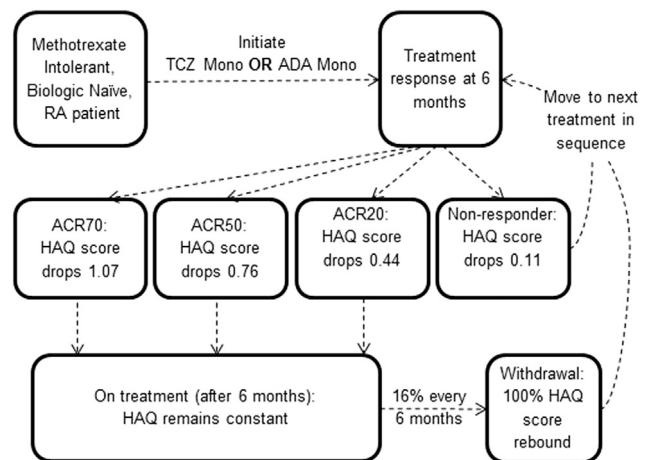 Methotrexate
Intolerant,
Biologic Naïve,
RA patient
Initiate
TCZ Mono OR ADA Mono
Treatment
response at 6
months
Move to next
treatment in
sequence
ACR70:
HAQ score
drops 1.07
ACR50:
HAQ score
drops 0.76
ACR20:
HAQ score
drops 0.44
Non-responder:
HAQ score
drops 0.11
On treatment (after 6 months):
HAQ remains constant
16% every
6 months
Withdrawal:
100% HAQ
score
rebound